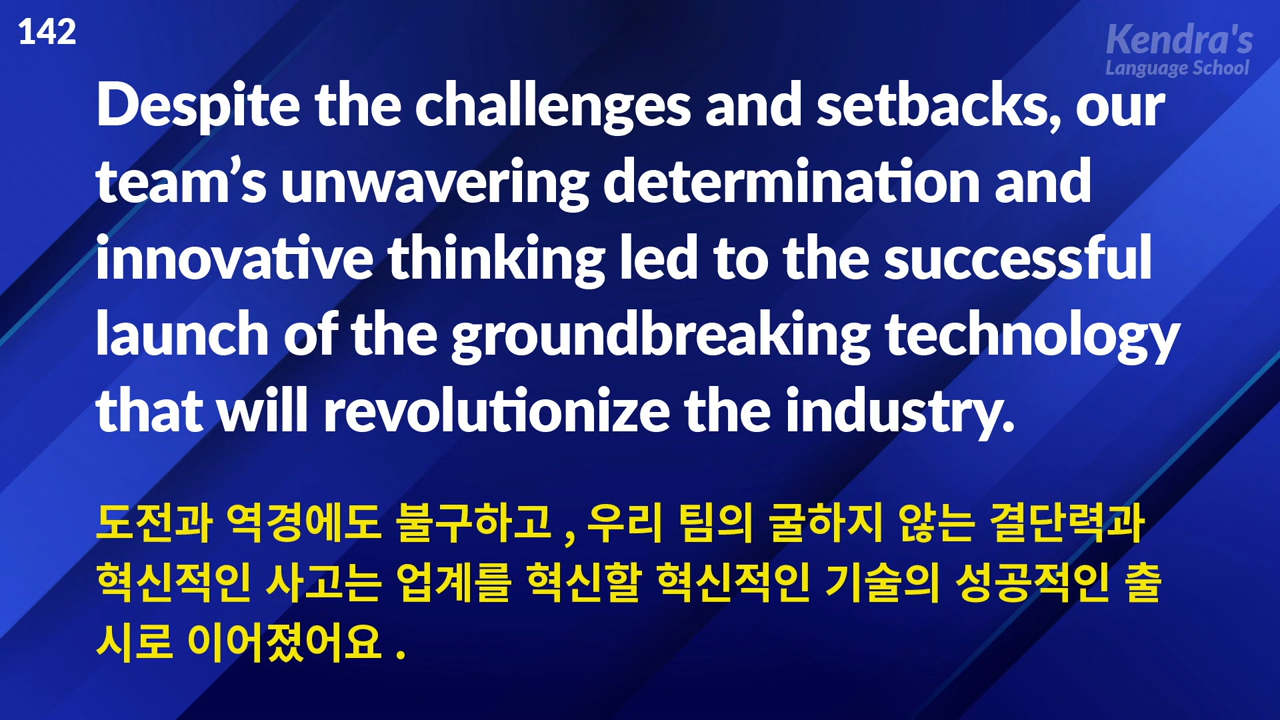 142
Kendra's
Language School
Despite the challenges and setbacks, our
team’s unwavering determination and
innovative thinking led to the successful
launch of the groundbreaking technology
that will revolutionize the industry.
도전과 역경에도 불구하고 , 우리 팀의 굴하지 않는 결단력과
혁신적인 사고는 업계를 혁신할 혁신적인 기술의 성공적인 출
시로 이어졌어요 .